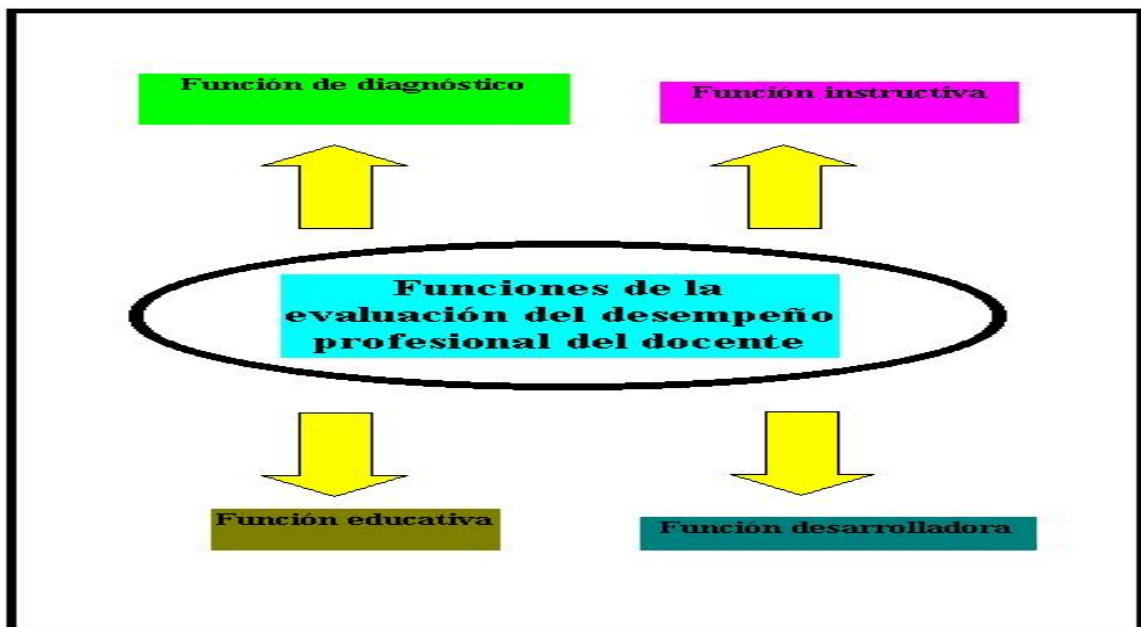 Función de diagnóstico
Función instructiva
Funciones de la
evaluación del desempeño
profesional del docente
Función educativa
Función desarrolladora